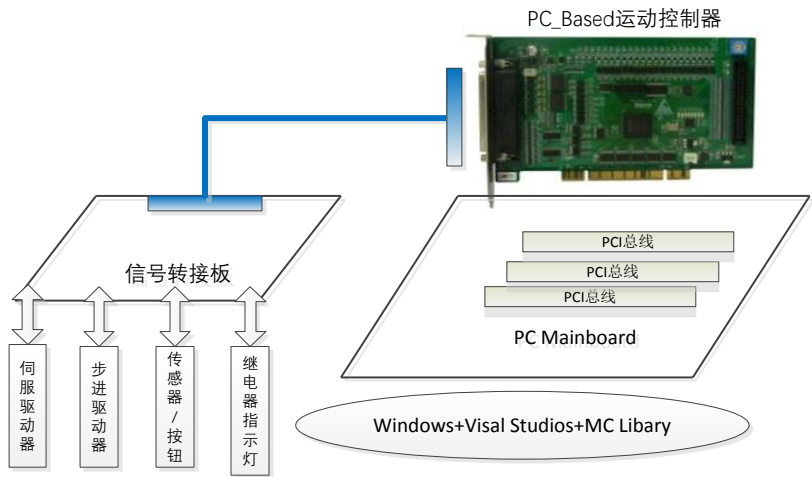 PC_Based运动控制器
信号转接板
PCI总线
PCI总线
PCI总线
PC Mainboard
伺服驱动器
步进驱动器
传感器/按钮
继电器指示灯
Windows+Visal Studios+MC Libary